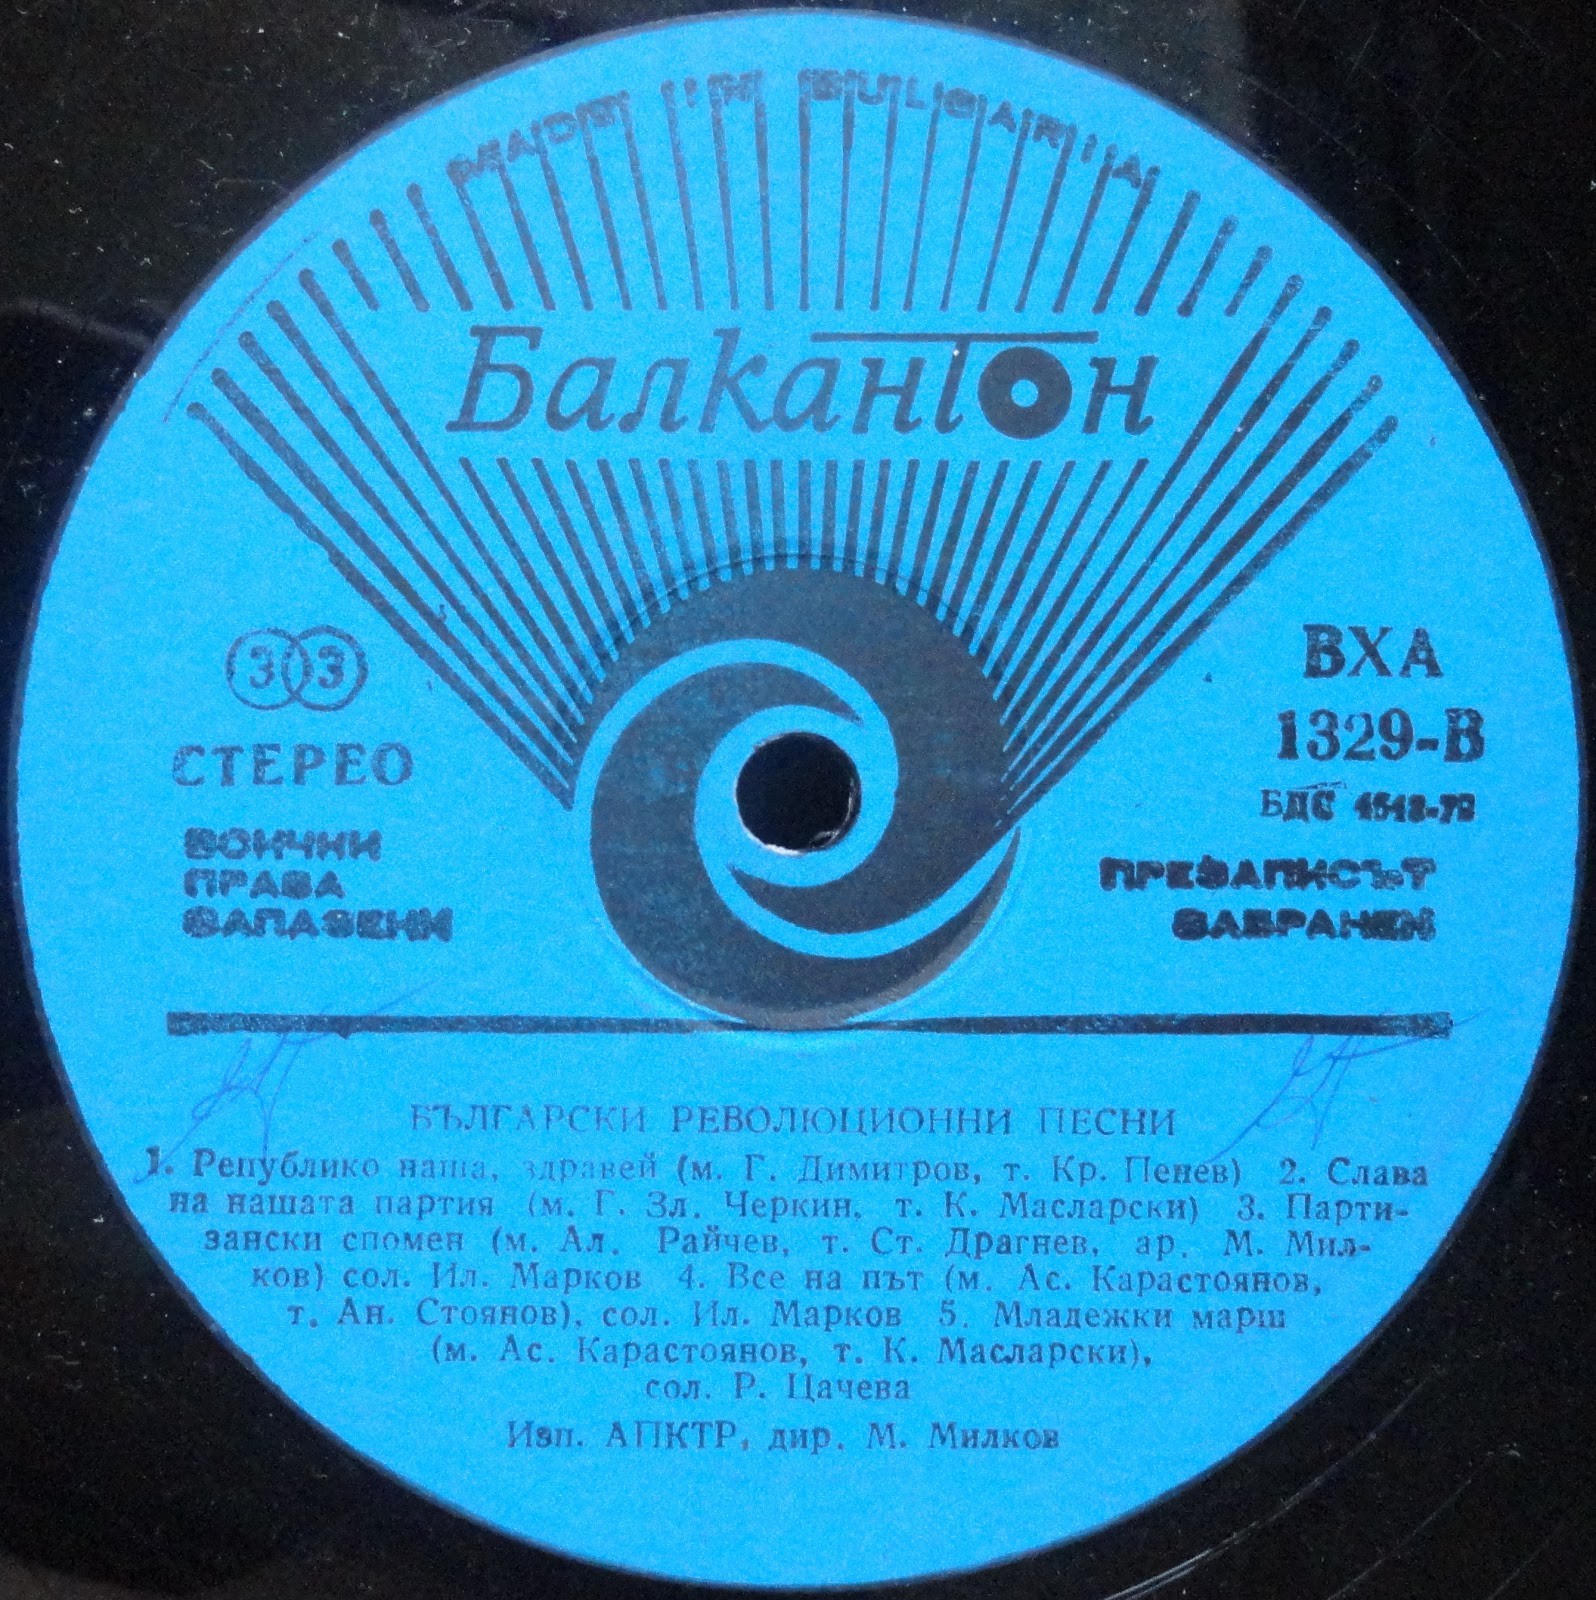 MADE IN BULGARIA
Балкантон
33
СТЕРЕО
ВСИЧКИ
ПРАВА
ЗАПАЗЕНИ
ВХА
1329-В
БДС
ПРЕЗАПИСЪТ
ЗАБРАНЕН
БЪЛГАРСКИ РЕВОЛЮЦИОННИ ПЕСНИ
1. Републико наша, здравей (м. Г. Димитров, т. Кр. Пенев) 2. Слава
на нашата партия (м. Г. Зл. Черкин, т. К. Масларски) 3. Парти-
зански спомен (м. Ал. Райчев, т. Ст. Драгнев, ар. М. Мил-
ков) сол. Ил. Марков 4. Все на път (м. Ас. Карастоянов,
т. Ан. Стоянов), сол. Ил. Марков 5. Младежки марш
(м. Ас. Карастоянов, т. К. Масларски),
сол. Р. Цачева
Изп. АПКТР, дир. М. Милков